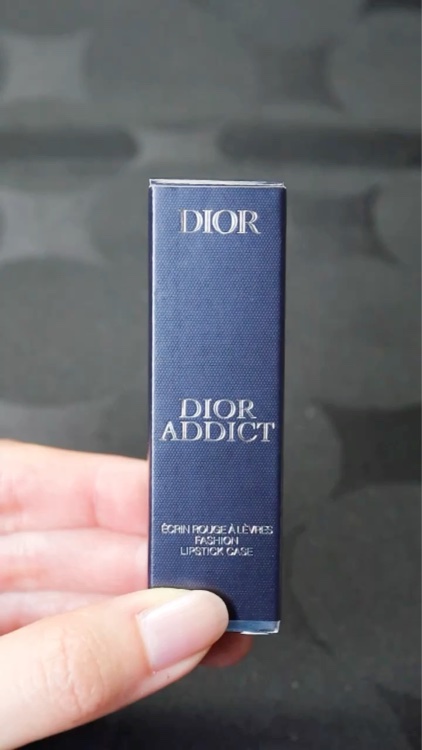 DIOR
DIOR
ADDICT
ÉCRIN ROUGE À LÈVRES
FASHION
LIPSTICK CASE